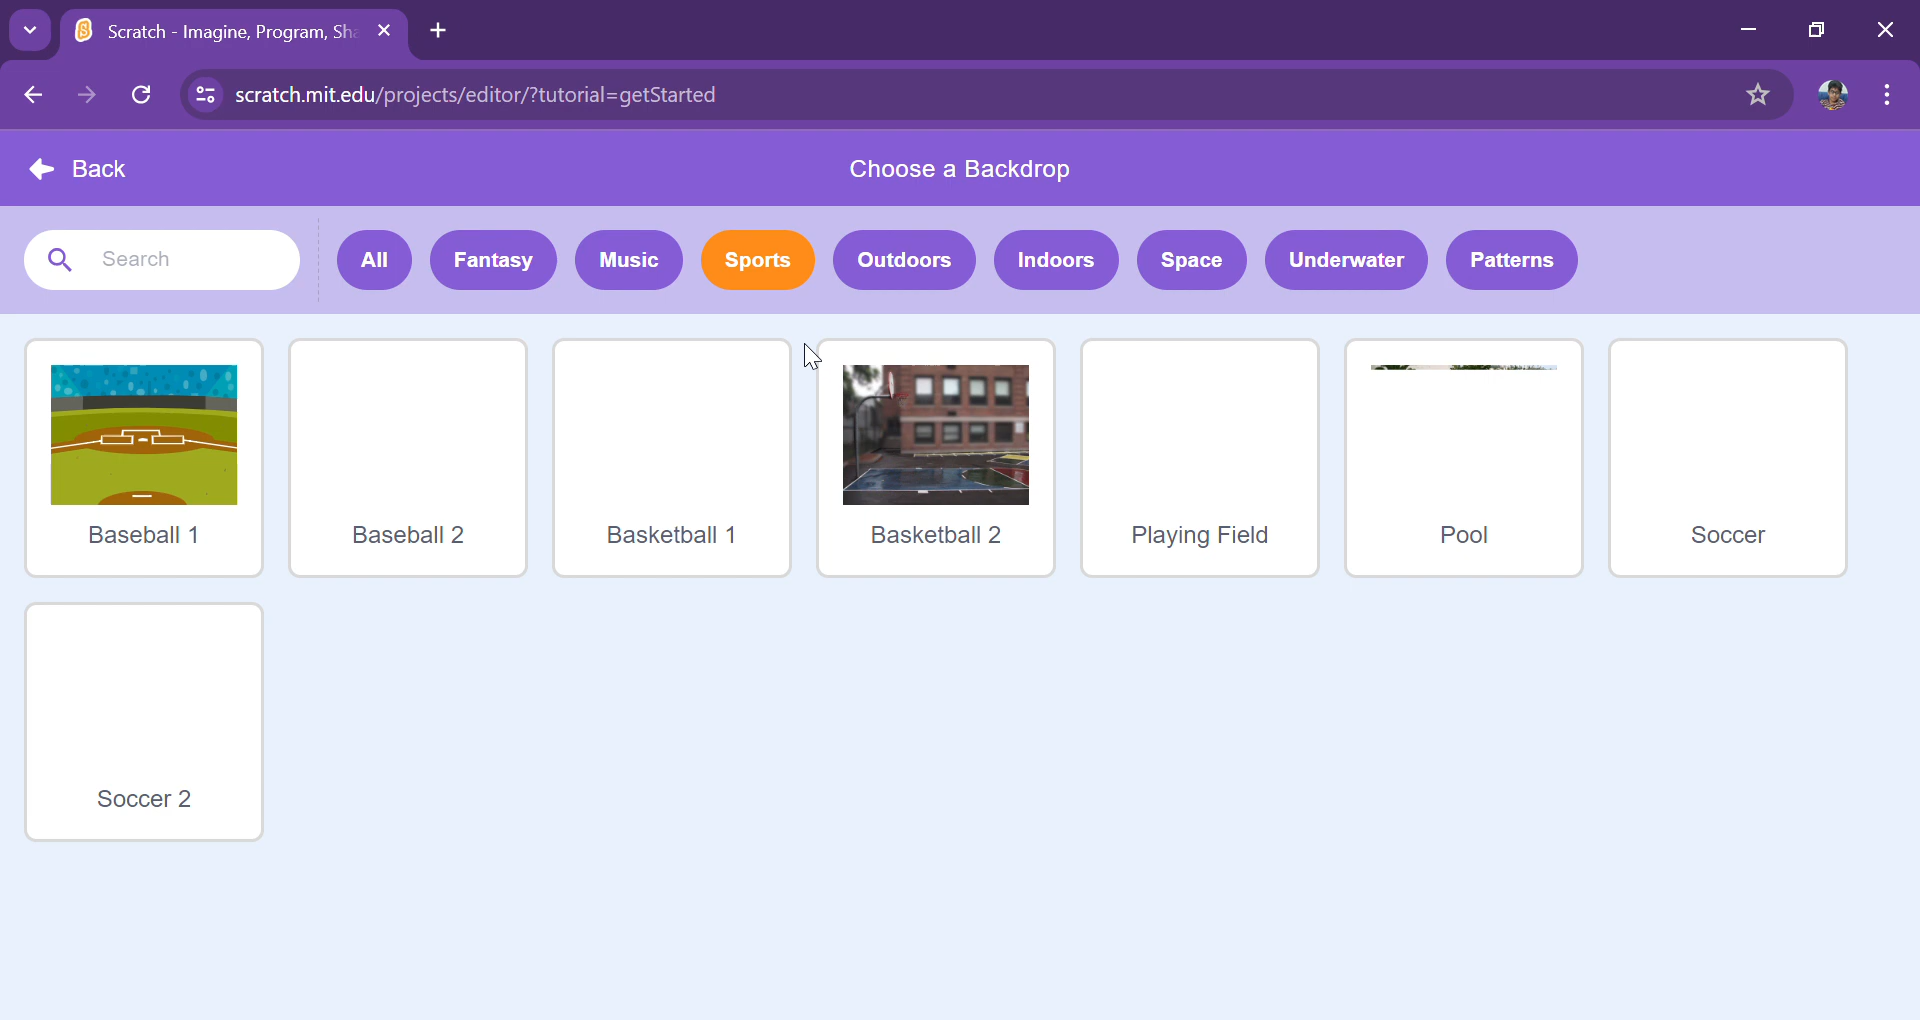 Scratch - Imagine, Program, Sha
scratch.mit.edu/projects/editor/?tutorial=getStarted
Back
Choose a Backdrop
Search
All
Fantasy
Music
Sports
Outdoors
Indoors
Space
Underwater
Patterns
Baseball 1
Baseball 2
Basketball 1
Basketball 2
Playing Field
Pool
Soccer
Soccer 2